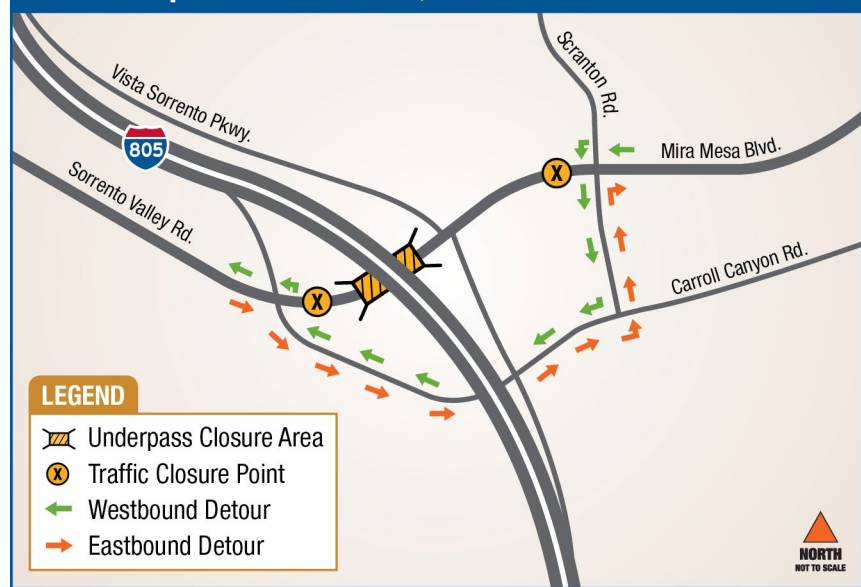 Vista Sorrento Pkwy.
Scranton Rd.
805
Mira Mesa Blvd.
X
Sorrento Valley Rd.
Carroll Canyon Rd.
X
LEGEND
Underpass Closure Area
X Traffic Closure Point
Westbound Detour
Eastbound Detour
NORTH
NOT TO SCALE